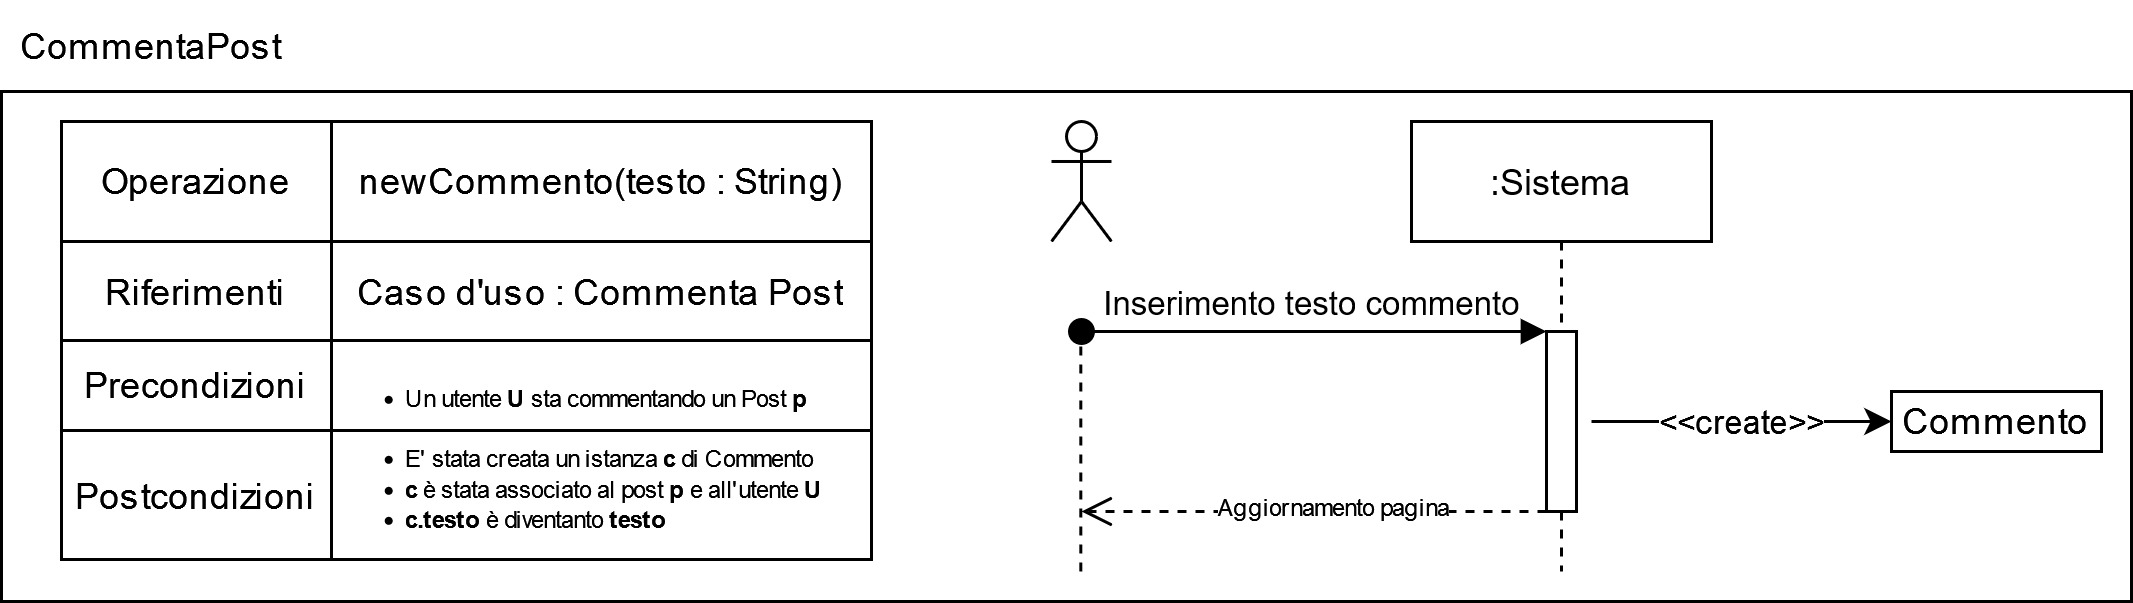 CommentaPost
Operazione
newCommento(testo : String)
Riferimenti
Caso d'uso : Commenta Post
Precondizioni
• Un utente U sta commentando un Post p
Postcondizioni
• E' stata creata un istanza c di Commento
• c è stata associato al post p e all'utente U
• c.testo è diventanto testo
:Sistema
Inserimento testo commento
<<create>>
Commento
Aggiornamento pagina